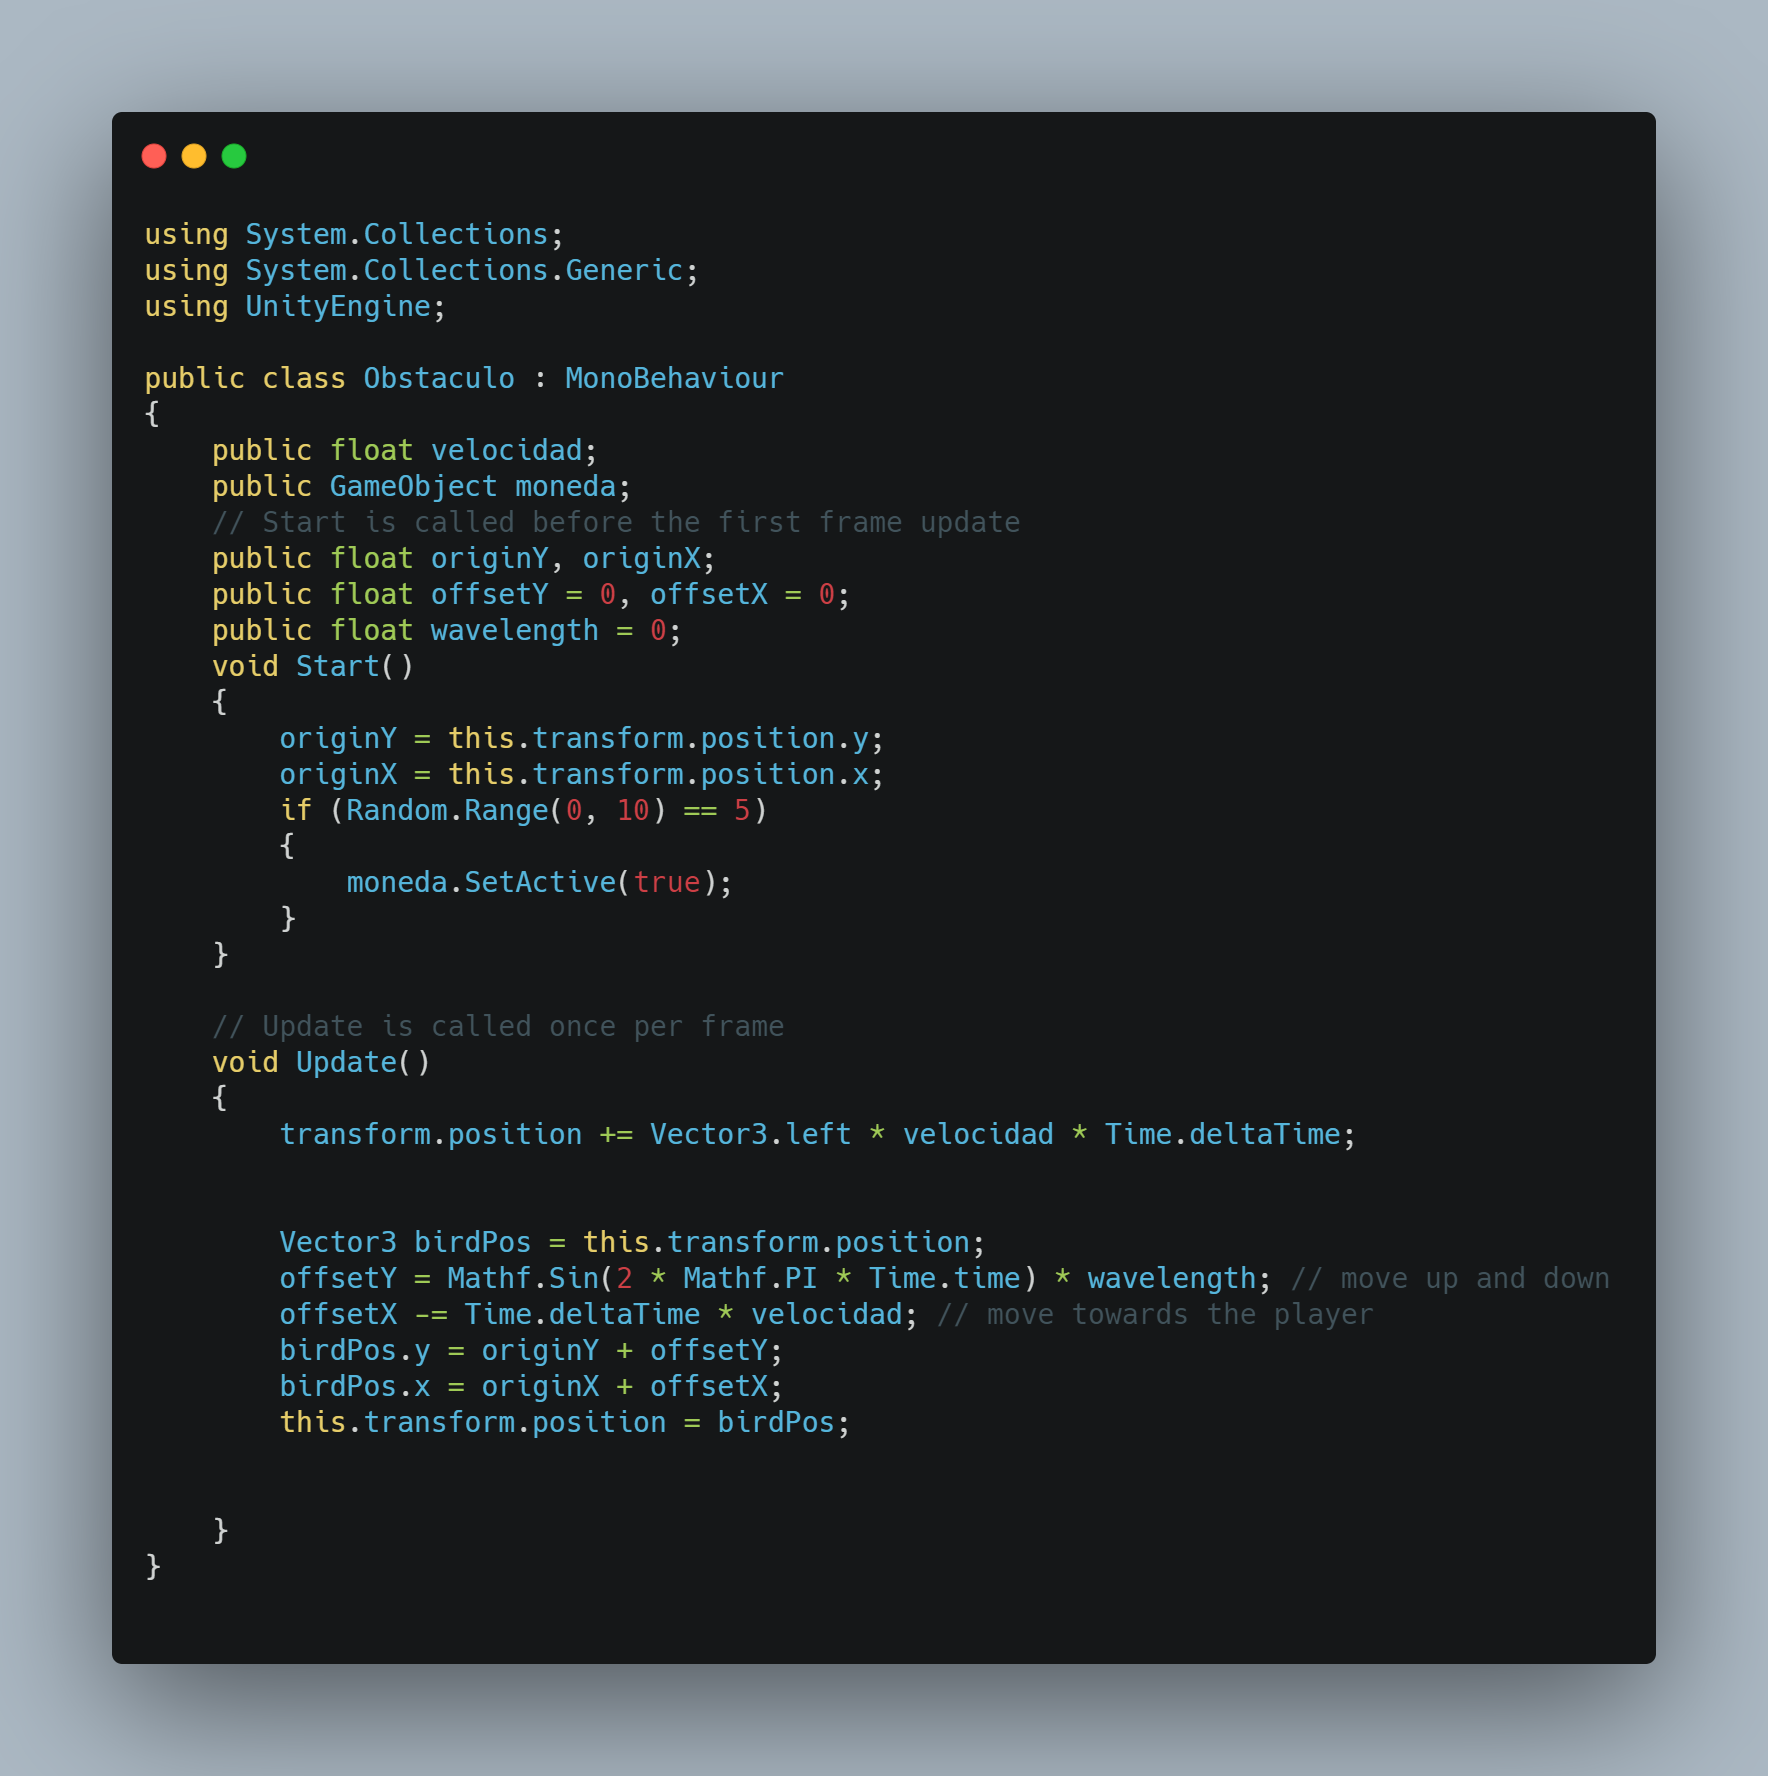 using System.Collections;
using System.Collections.Generic;
using UnityEngine;

public class Obstaculo : MonoBehaviour
{
    public float velocidad;
    public GameObject moneda;
    // Start is called before the first frame update
    public float originY, originX;
    public float offsetY = 0, offsetX = 0;
    public float wavelength = 0;
    void Start()
    {
        originY = this.transform.position.y;
        originX = this.transform.position.x;
        if (Random.Range(0, 10) == 5)
        {
            moneda.SetActive(true);
        }
    }

    // Update is called once per frame
    void Update()
    {
        transform.position += Vector3.left * velocidad * Time.deltaTime;


        Vector3 birdPos = this.transform.position;
        offsetY = Mathf.Sin(2 * Mathf.PI * Time.time) * wavelength; // move up and down
        offsetX -= Time.deltaTime * velocidad; // move towards the player
        birdPos.y = originY + offsetY;
        birdPos.x = originX + offsetX;
        this.transform.position = birdPos;


    }
}